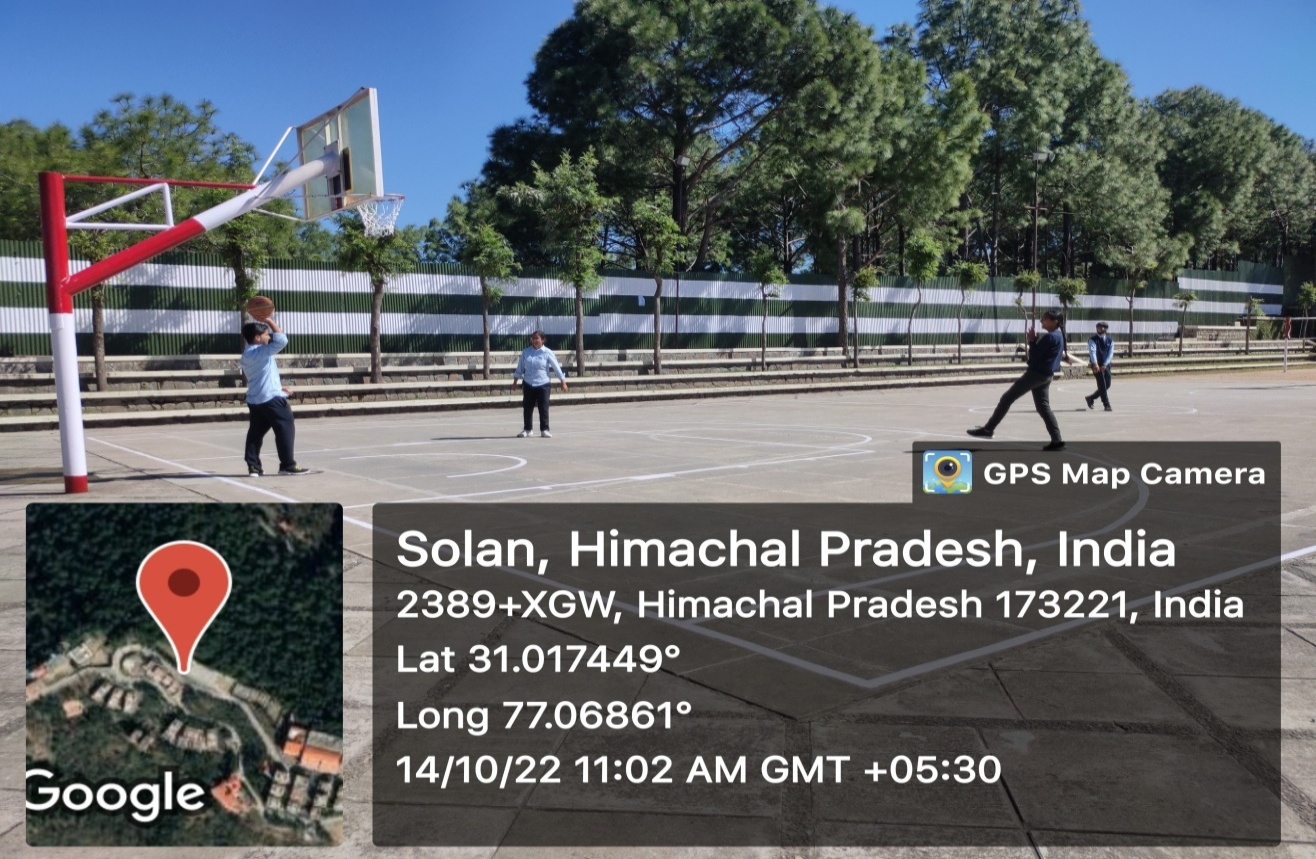 GPS Map Camera
Solan, Himachal Pradesh, India
2389+XGW, Himachal Pradesh 173221, India
Lat 31.017449°
Long 77.06861°
14/10/22 11:02 AM GMT +05:30
Google